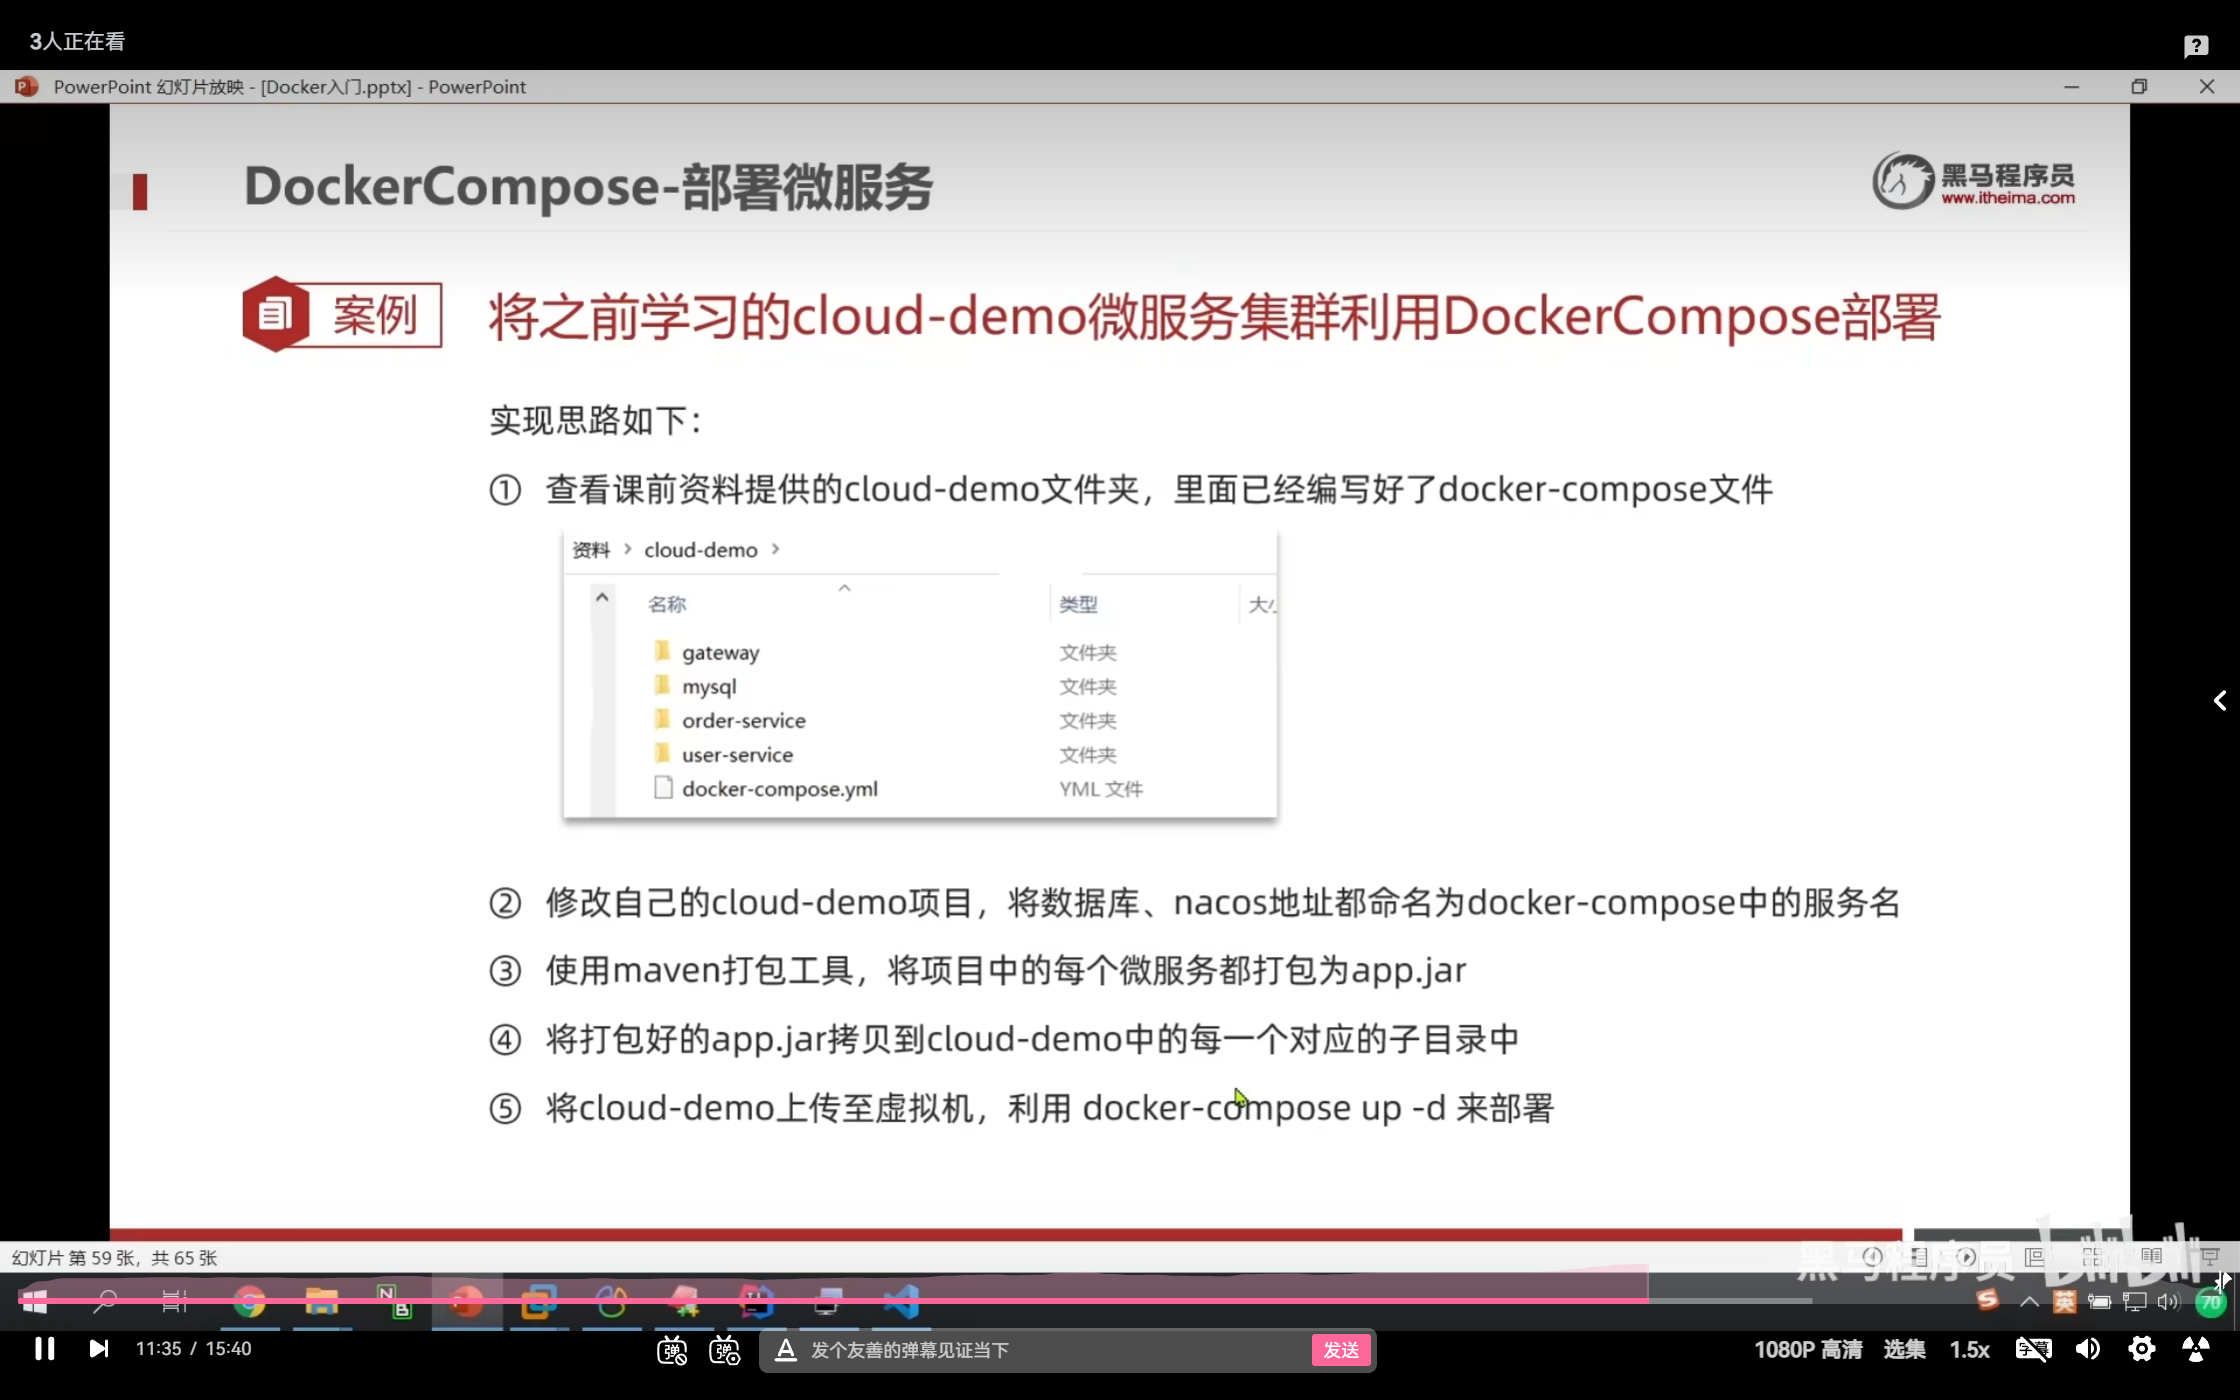 3人正在看
PowerPoint 幻灯片放映 - [Docker入门.pptx] - PowerPoint
DockerCompose-部署微服务
黑马程序员
www.itheima.com
案例
将之前学习的cloud-demo微服务集群利用DockerCompose部署
实现思路如下：
① 查看课前资料提供的cloud-demo文件夹，里面已经编写好了docker-compose文件
资料 > cloud-demo >
名称 类型
gateway 文件夹
mysql 文件夹
order-service 文件夹
user-service 文件夹
docker-compose.yml YML 文件
② 修改自己的cloud-demo项目，将数据库、nacos地址都命名为docker-compose中的服务名
③ 使用maven打包工具，将项目中的每个微服务都打包为app.jar
④ 将打包好的app.jar拷贝到cloud-demo中的每一个对应的子目录中
⑤ 将cloud-demo上传至虚拟机，利用 docker-compose up -d 来部署
幻灯片 第 59 张，共 65 张
黑马程序员 bilibili
英
70
11:35 / 15:40
发个友善的弹幕见证当下
发送
1080P 高清
选集
1.5x